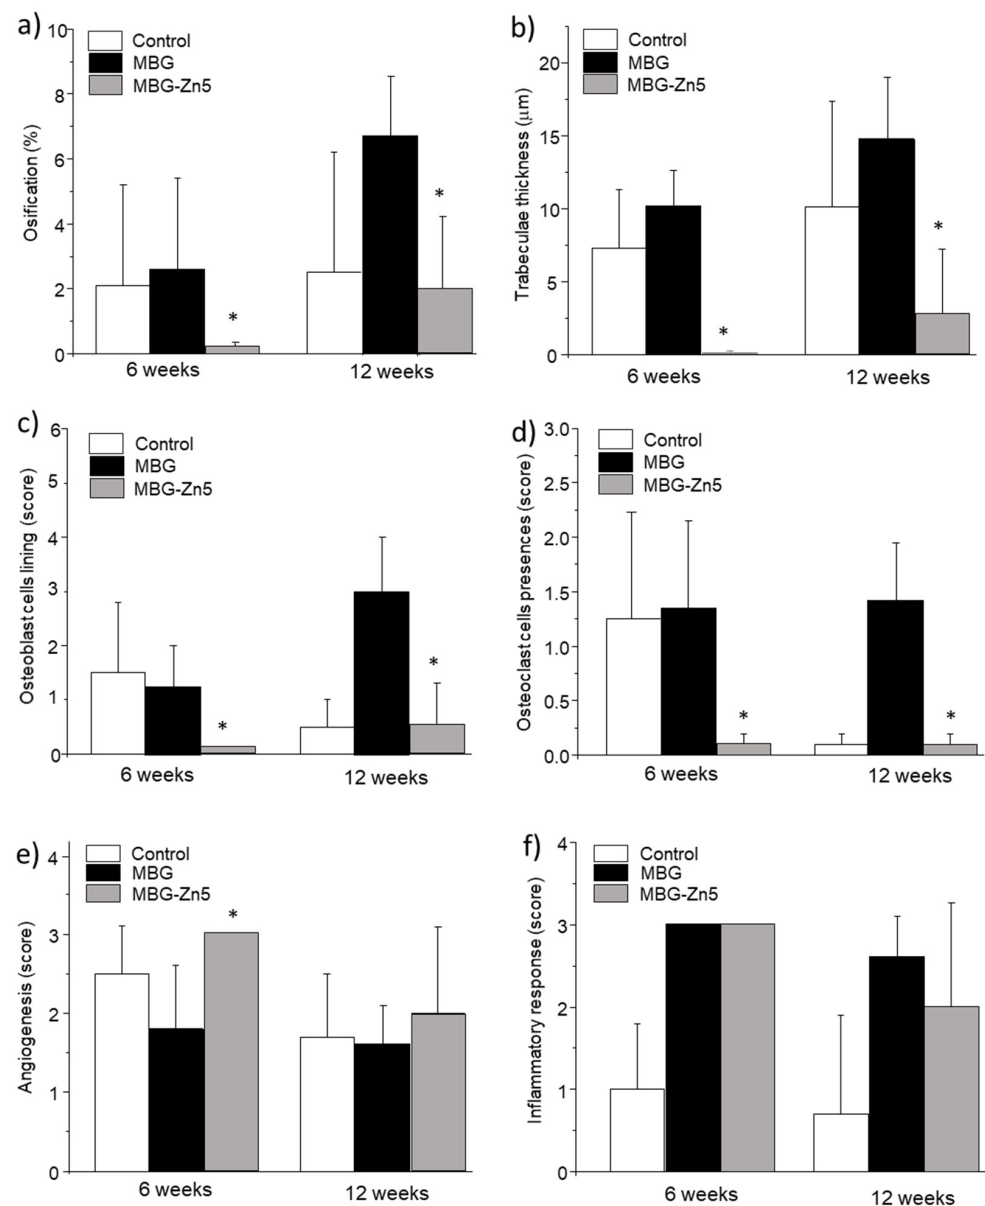 a)
10
8
6
4
2
0
Osification (%)
Control
MBG
MBG-Zn5
*
*
6 weeks
12 weeks
b)
20
15
10
5
0
Trabeculae thickness (μm)
Control
MBG
MBG-Zn5
*
*
6 weeks
12 weeks
c)
6
5
4
3
2
1
0
Osteoblast cells lining (score)
Control
MBG
MBG-Zn5
*
*
6 weeks
12 weeks
d)
3.0
2.5
2.0
1.5
1.0
0.5
0.0
Osteoclast cells presences (score)
Control
MBG
MBG-Zn5
*
*
6 weeks
12 weeks
e)
4
3
2
1
0
Angiogenesis (score)
Control
MBG
MBG-Zn5
*
6 weeks
12 weeks
f)
4
3
2
1
0
Inflammatory response (score)
Control
MBG
MBG-Zn5
6 weeks
12 weeks